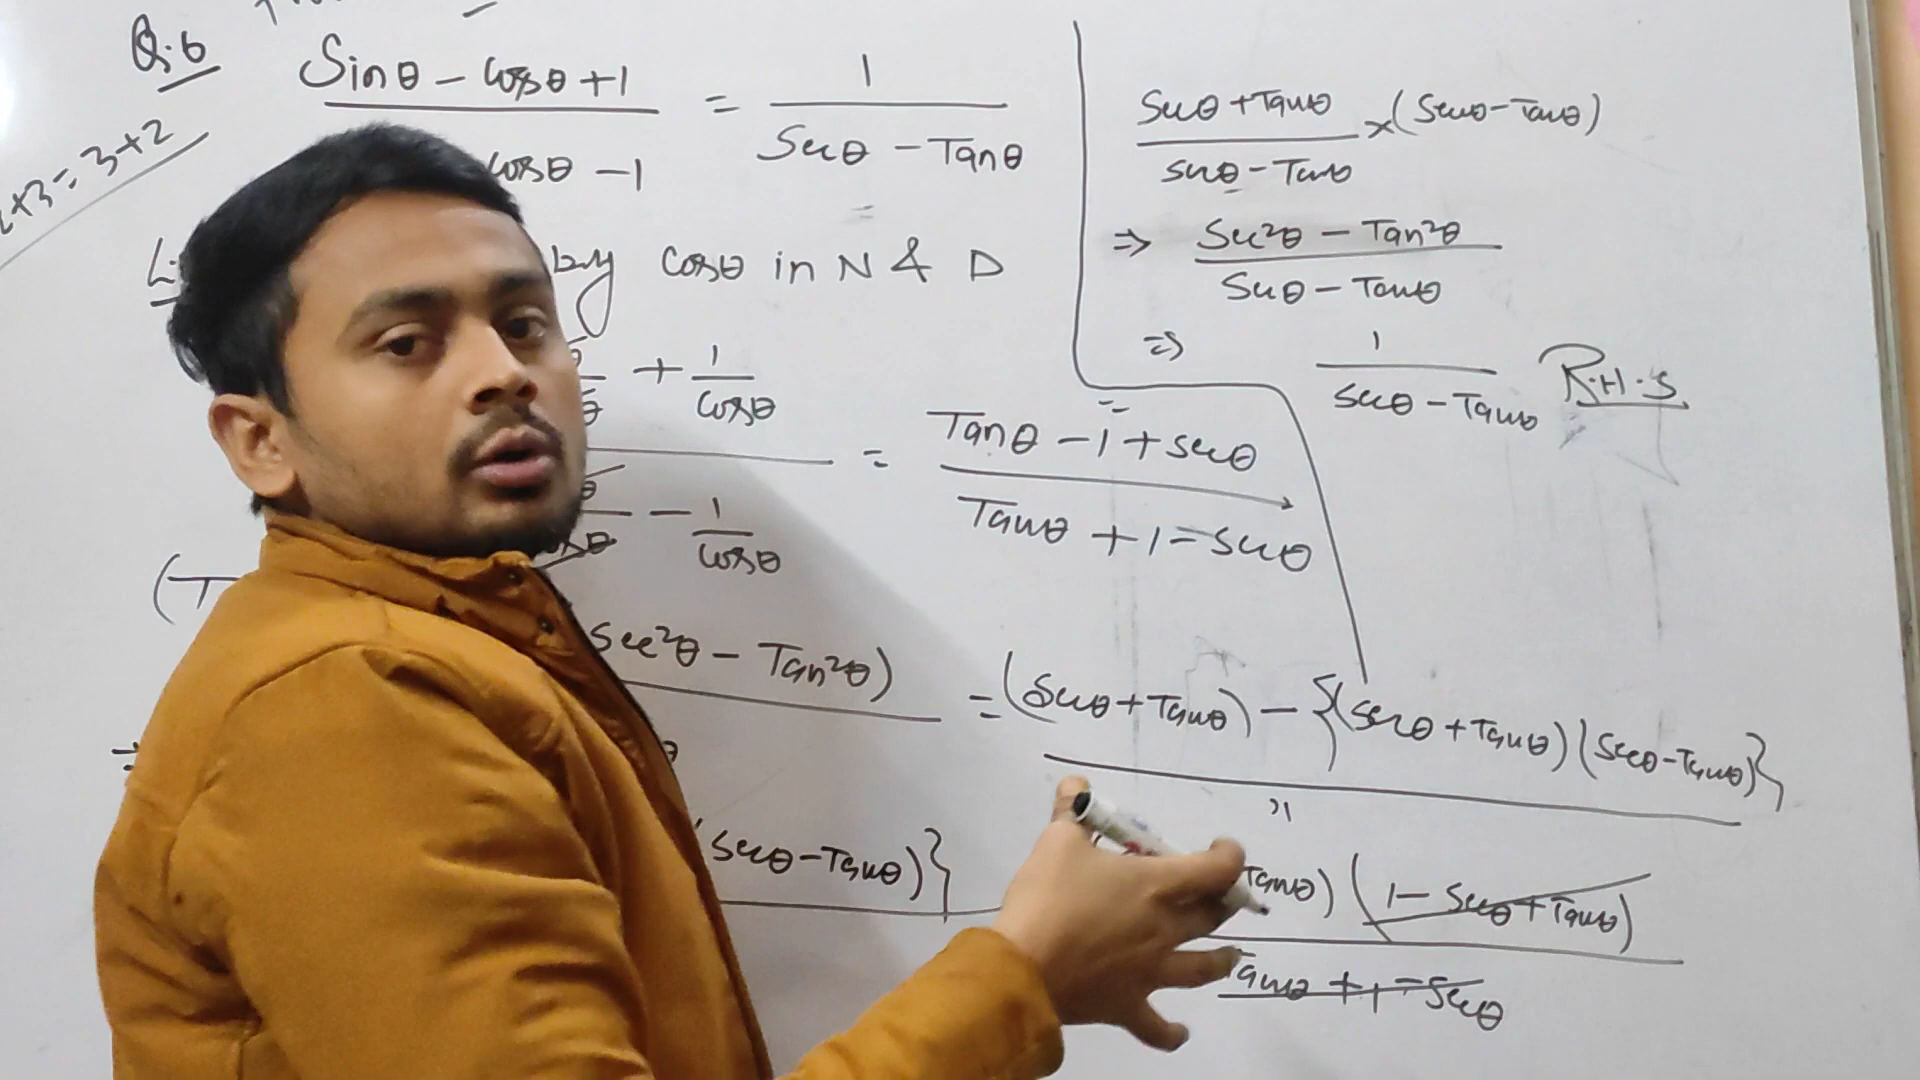 Q.6
Sinθ - Cosθ + 1 = 1
Cosθ - 1 Secθ - Tanθ
2+3 = 3+2
by Cosθ in N & D
+ 1
Cosθ
= Tanθ - 1 + Secθ
- 1 Tanθ + 1 - Secθ
Cosθ
Sec²θ - Tan²θ) = (Secθ + Tanθ) - {(Secθ + Tanθ)(Secθ - Tanθ)}
"
(Secθ - Tanθ)}
Tanθ) (1 - Secθ + Tanθ)
Tanθ + 1 - Secθ
Secθ + Tanθ × (Secθ - Tanθ)
Secθ - Tanθ
⇒ Sec²θ - Tan²θ
Secθ - Tanθ
⇒ 1
Secθ - Tanθ R.H.S